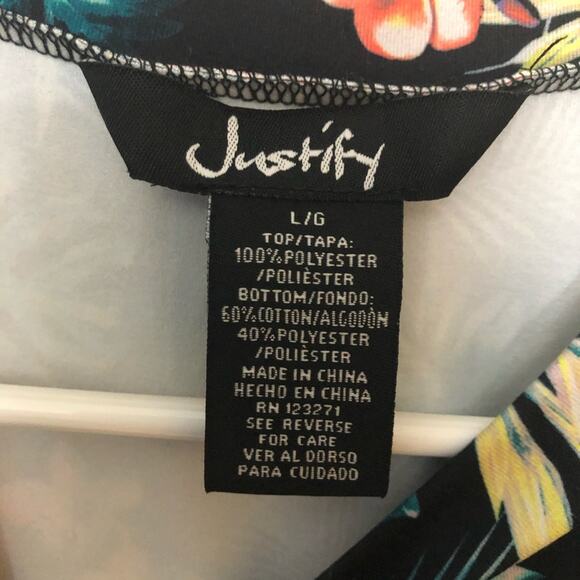 Justify
L/G
TOP/TAPA:
100%POLYESTER
/POLIÈSTER
BOTTOM/FONDO:
60%COTTON/ALGODÒN
40%POLYESTER
/POLIÈSTER
MADE IN CHINA
HECHO EN CHINA
RN 123271
SEE REVERSE
FOR CARE
VER AL DORSO
PARA CUIDADO